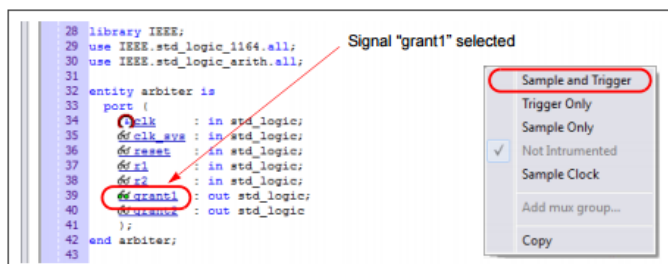 Signal "grant1" selected
28 library IEEE;
29 use IEEE.std_logic_1164.all;
30 use IEEE.std_logic_arith.all;
31
32 entity arbiter is
33 port (
34 clk : in std_logic;
35 clk_sys : in std_logic;
36 reset : in std_logic;
37 r1 : in std_logic;
38 r2 : in std_logic;
39 grant1 : out std_logic;
40 grant2 : out std_logic
41 );
42 end arbiter;
43
Sample and Trigger
Trigger Only
Sample Only
Not Intrumented
Sample Clock
Add mux group...
Copy